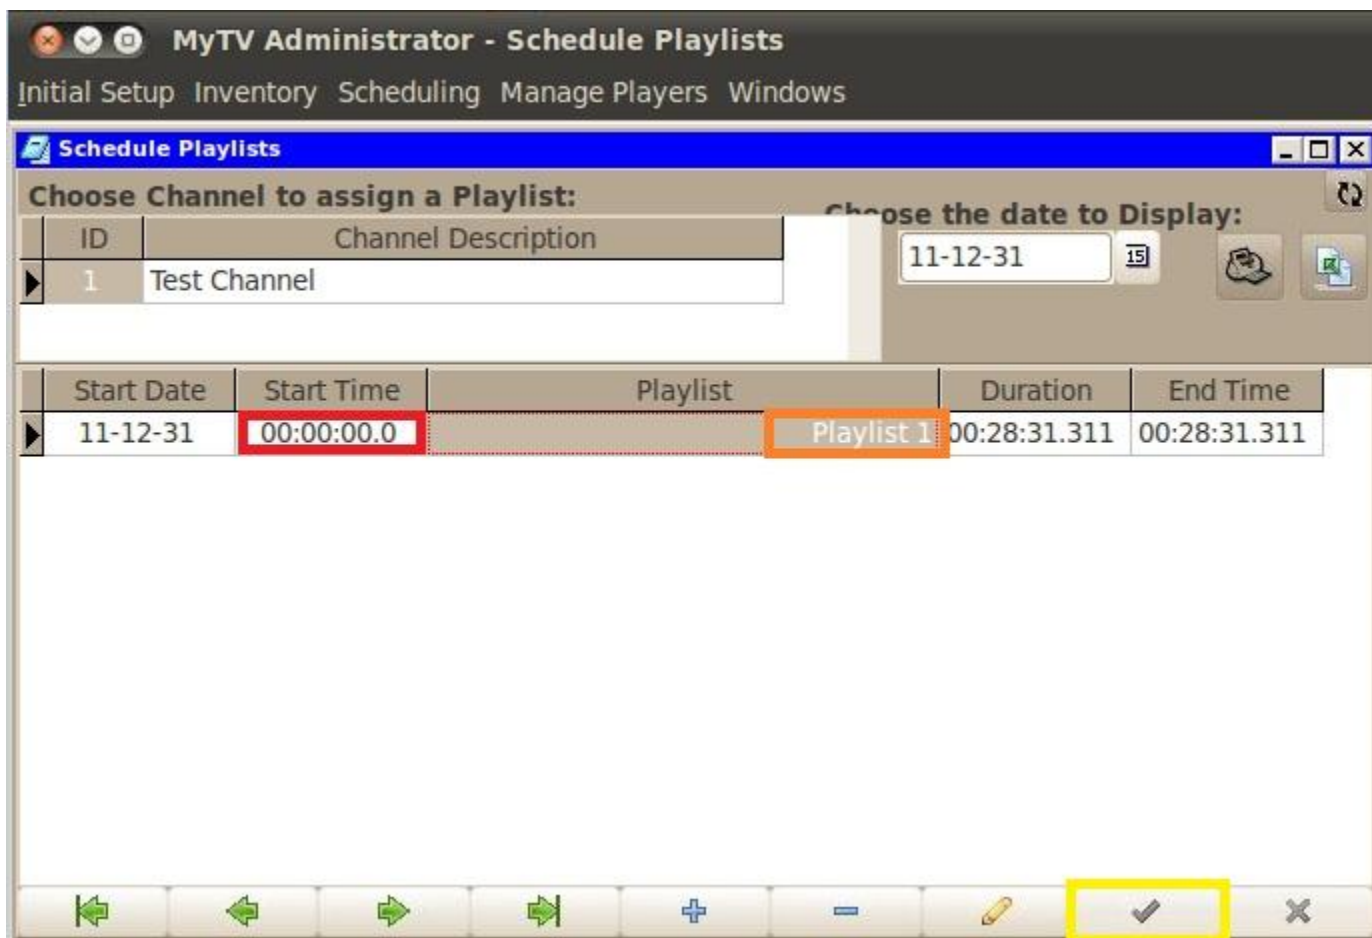 MyTV Administrator - Schedule Playlists
Initial Setup Inventory Scheduling Manage Players Windows
Schedule Playlists
Choose Channel to assign a Playlist:
Choose the date to Display:
ID Channel Description
11-12-31 15
1 Test Channel
Start Date Start Time Playlist Duration End Time
11-12-31 00:00:00.0 Playlist 1 00:28:31.311 00:28:31.311